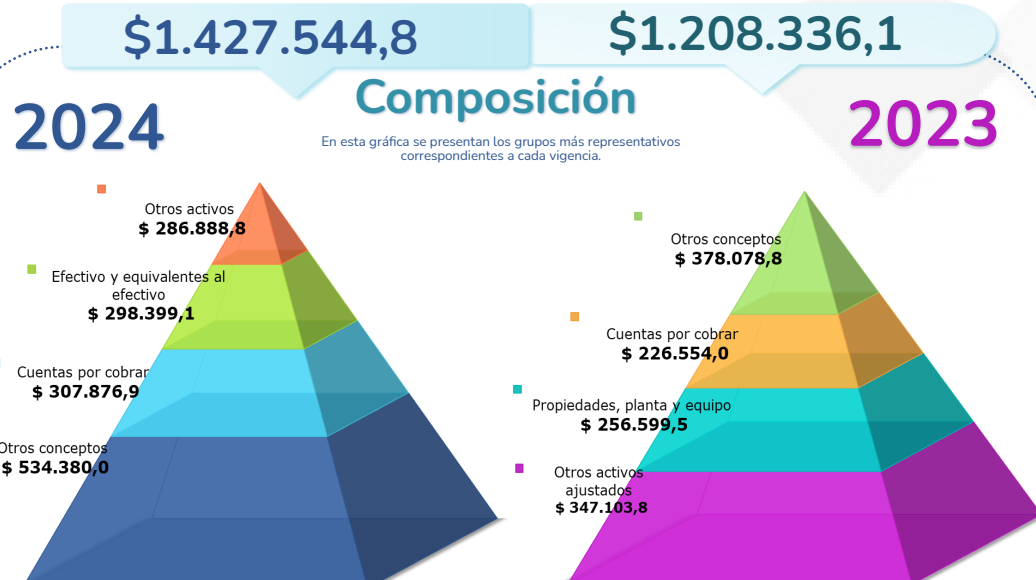 $1.427.544,8
$1.208.336,1
Composición
2024
2023
En esta gráfica se presentan los grupos más representativos
correspondientes a cada vigencia.
Otros activos
$ 286.888,8
Efectivo y equivalentes al
efectivo
$ 298.399,1
Cuentas por cobrar
$ 307.876,9
Otros conceptos
$ 534.380,0
Otros conceptos
$ 378.078,8
Cuentas por cobrar
$ 226.554,0
Propiedades, planta y equipo
$ 256.599,5
Otros activos
ajustados
$ 347.103,8